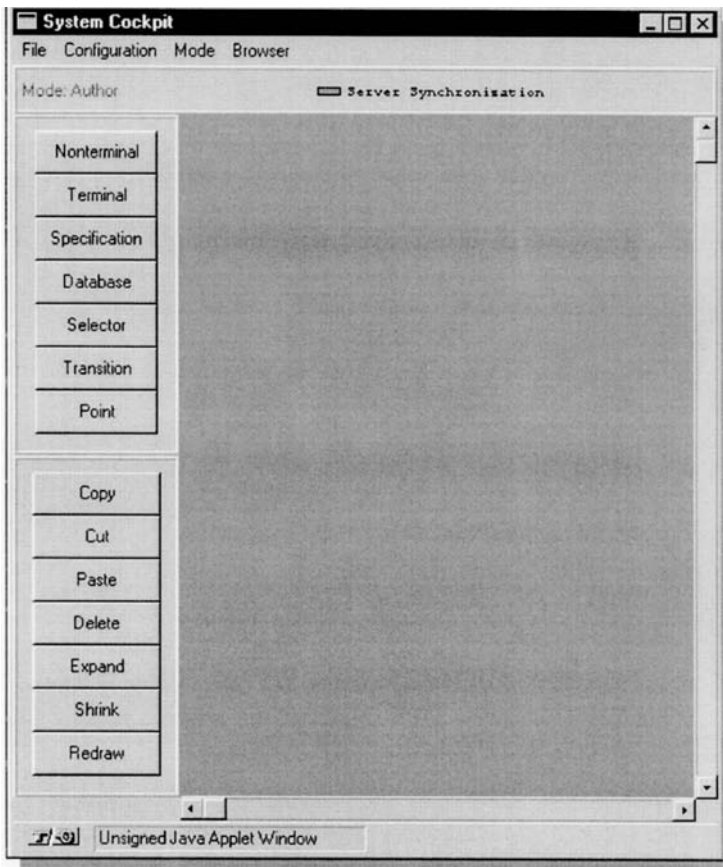 System Cockpit
File Configuration Mode Browser
Mode: Author
Server Synchronization
Nonterminal
Terminal
Specification
Database
Selector
Transition
Point
Copy
Cut
Paste
Delete
Expand
Shrink
Redraw
Unsigned Java Applet Window